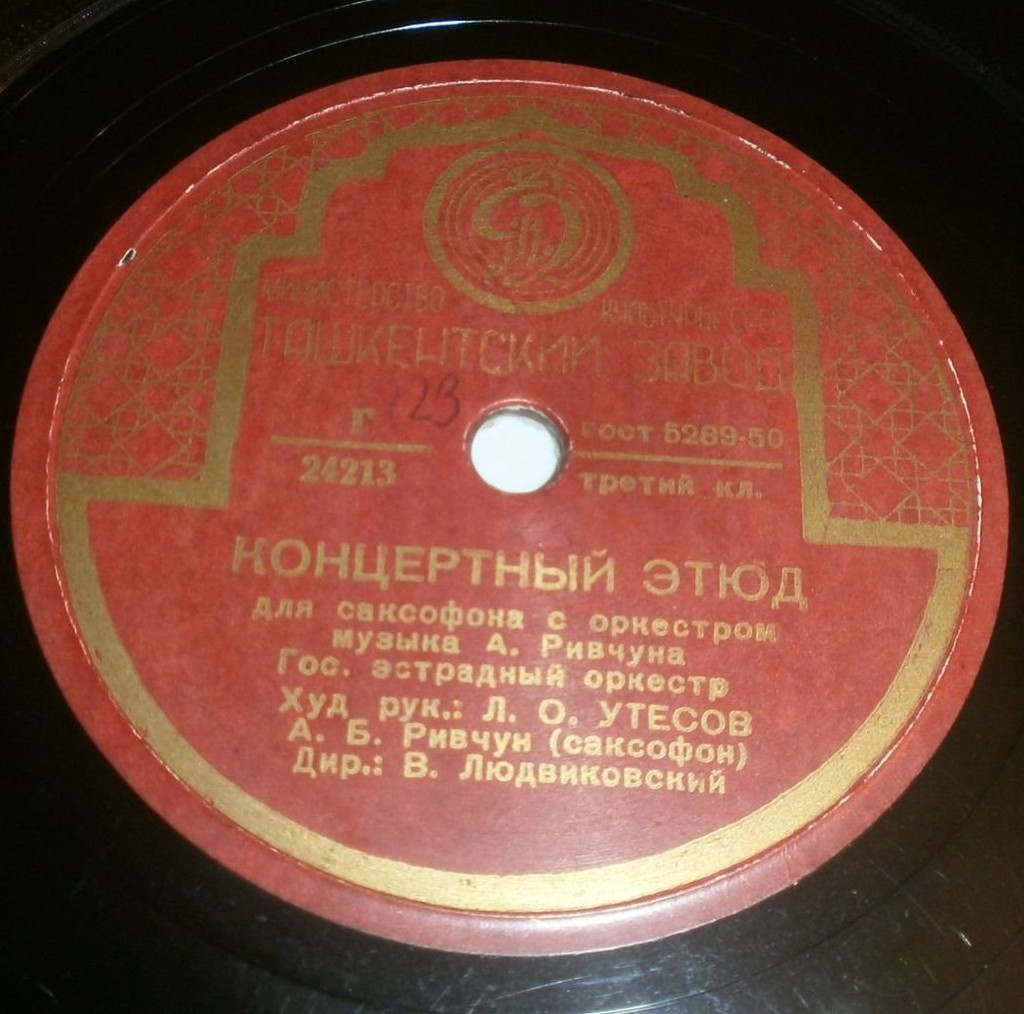 МИНИСТЕРСТВО КУЛЬТУРЫ
ТАШКЕНТСКИЙ ЗАВОД
Г 23 ГОСТ 5289-50
24213 третий кл.
КОНЦЕРТНЫЙ ЭТЮД
для саксофона с оркестром
музыка А. Ривчуна
Гос. эстрадный оркестр
Худ рук.: Л. О. УТЕСОВ
А. Б. Ривчун (саксофон)
Дир.: В. Людвиковский